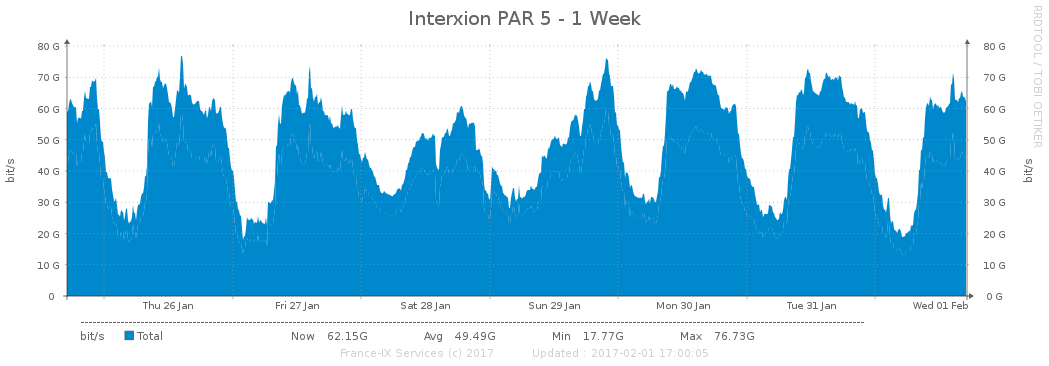 Interxion PAR 5 - 1 Week
RRDTOOL / TOBI OETIKER
80 G 80 G
70 G 70 G
60 G 60 G
50 G 50 G
40 G 40 G
30 G 30 G
20 G 20 G
10 G 10 G
0 0 G
bit/s bit/s
Thu 26 Jan Fri 27 Jan Sat 28 Jan Sun 29 Jan Mon 30 Jan Tue 31 Jan Wed 01 Feb
bit/s Total Now 62.15G Avg 49.49G Min 17.77G Max 76.73G
France-IX Services (c) 2017 Updated : 2017-02-01 17:00:05